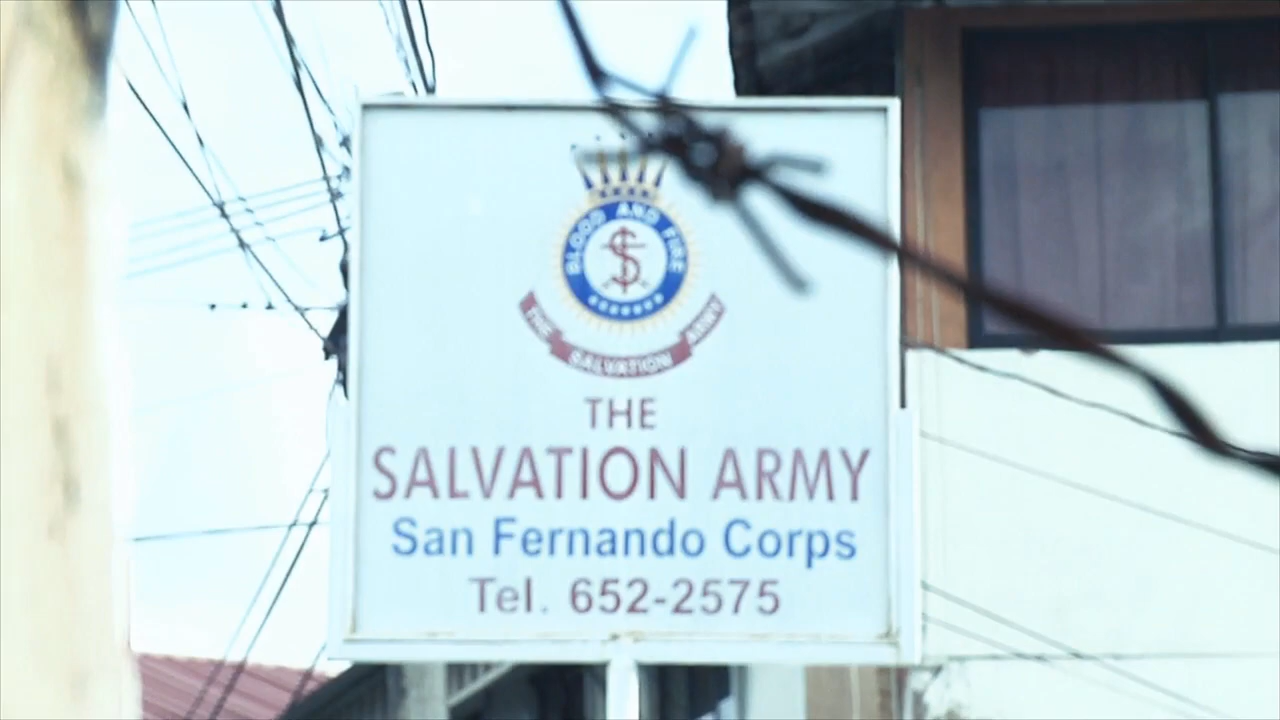 BLOOD AND FIRE
S
THE SALVATION ARMY
THE
SALVATION ARMY
San Fernando Corps
Tel. 652-2575